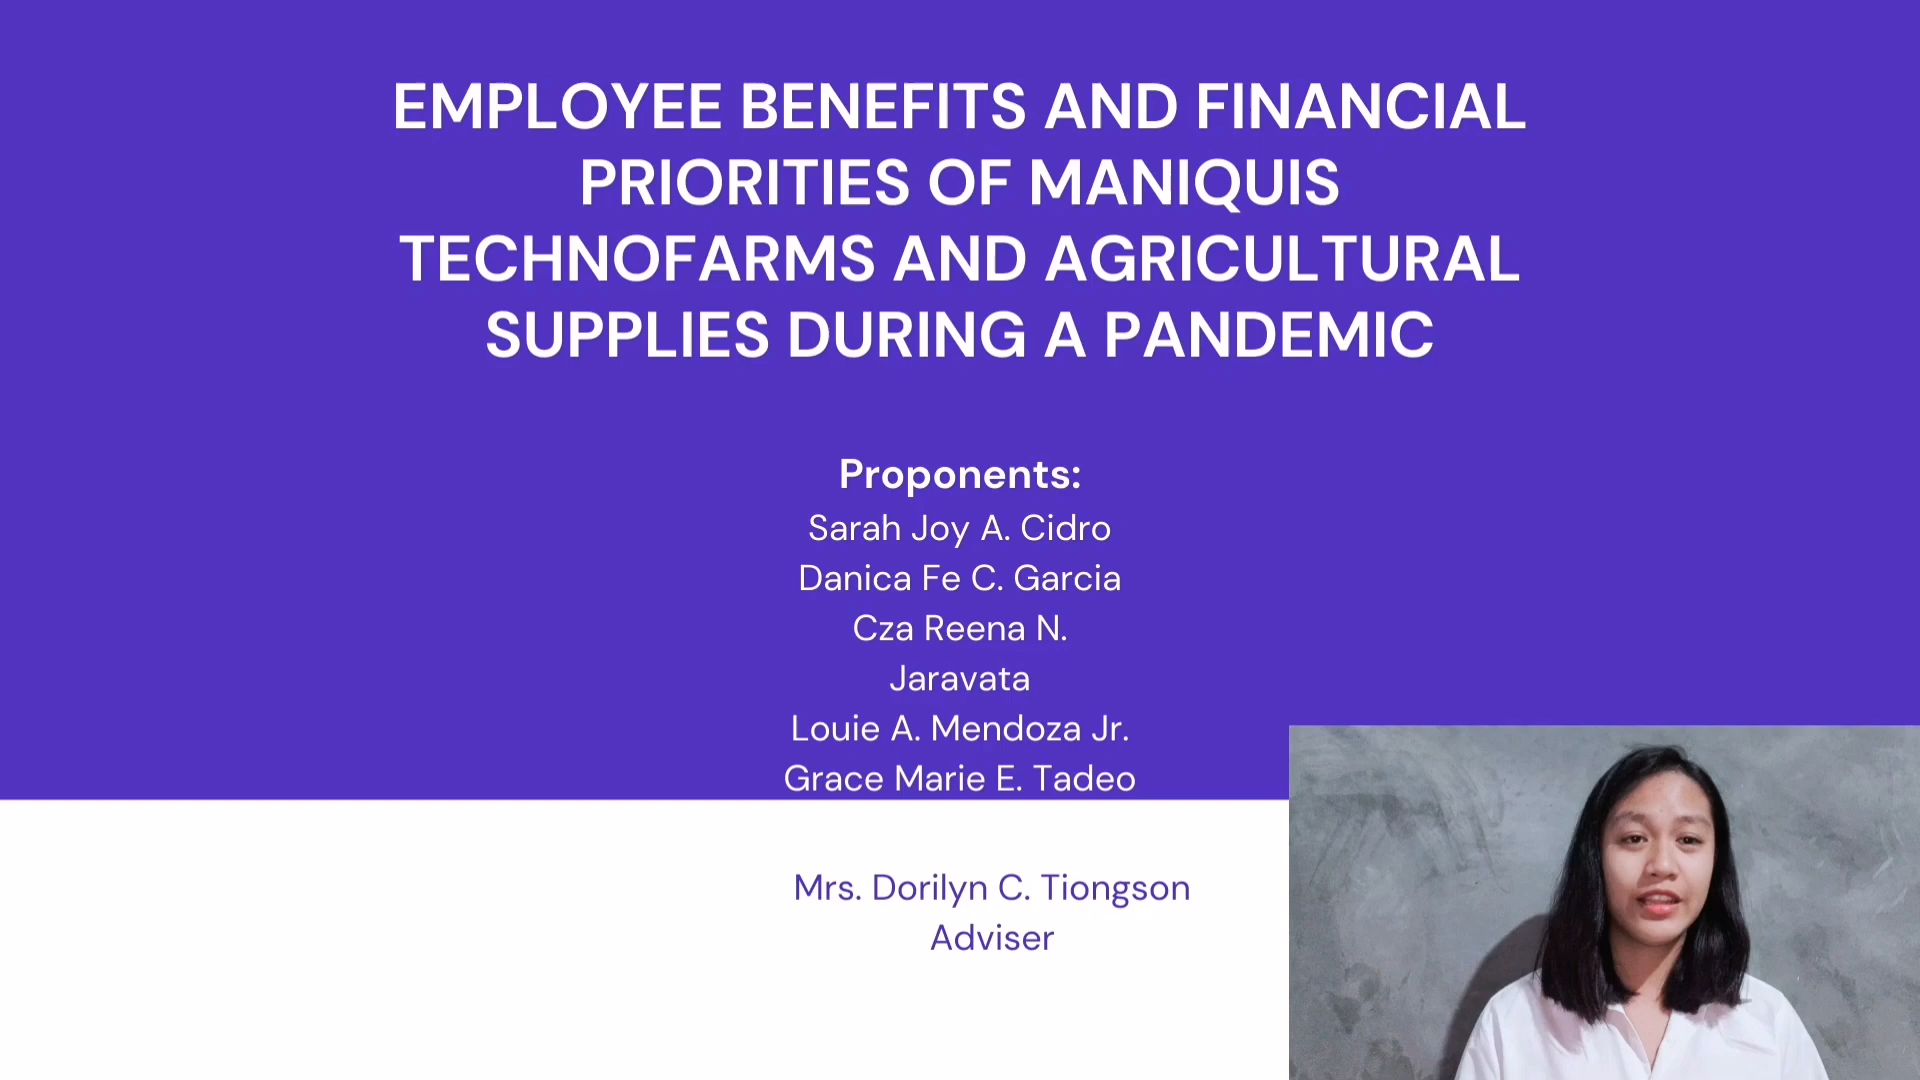 EMPLOYEE BENEFITS AND FINANCIAL
PRIORITIES OF MANIQUIS
TECHNOFARMS AND AGRICULTURAL
SUPPLIES DURING A PANDEMIC
Proponents:
Sarah Joy A. Cidro
Danica Fe C. Garcia
Cza Reena N.
Jaravata
Louie A. Mendoza Jr.
Grace Marie E. Tadeo
Mrs. Dorilyn C. Tiongson
Adviser